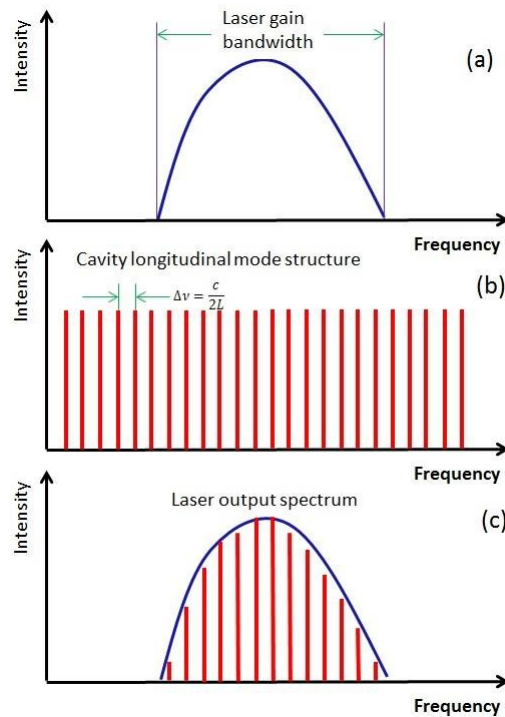 Laser gain
bandwidth
(a)
Intensity
Frequency
Cavity longitudinal mode structure
(b)
Δν = c/2L
Intensity
Frequency
Laser output spectrum
(c)
Intensity
Frequency